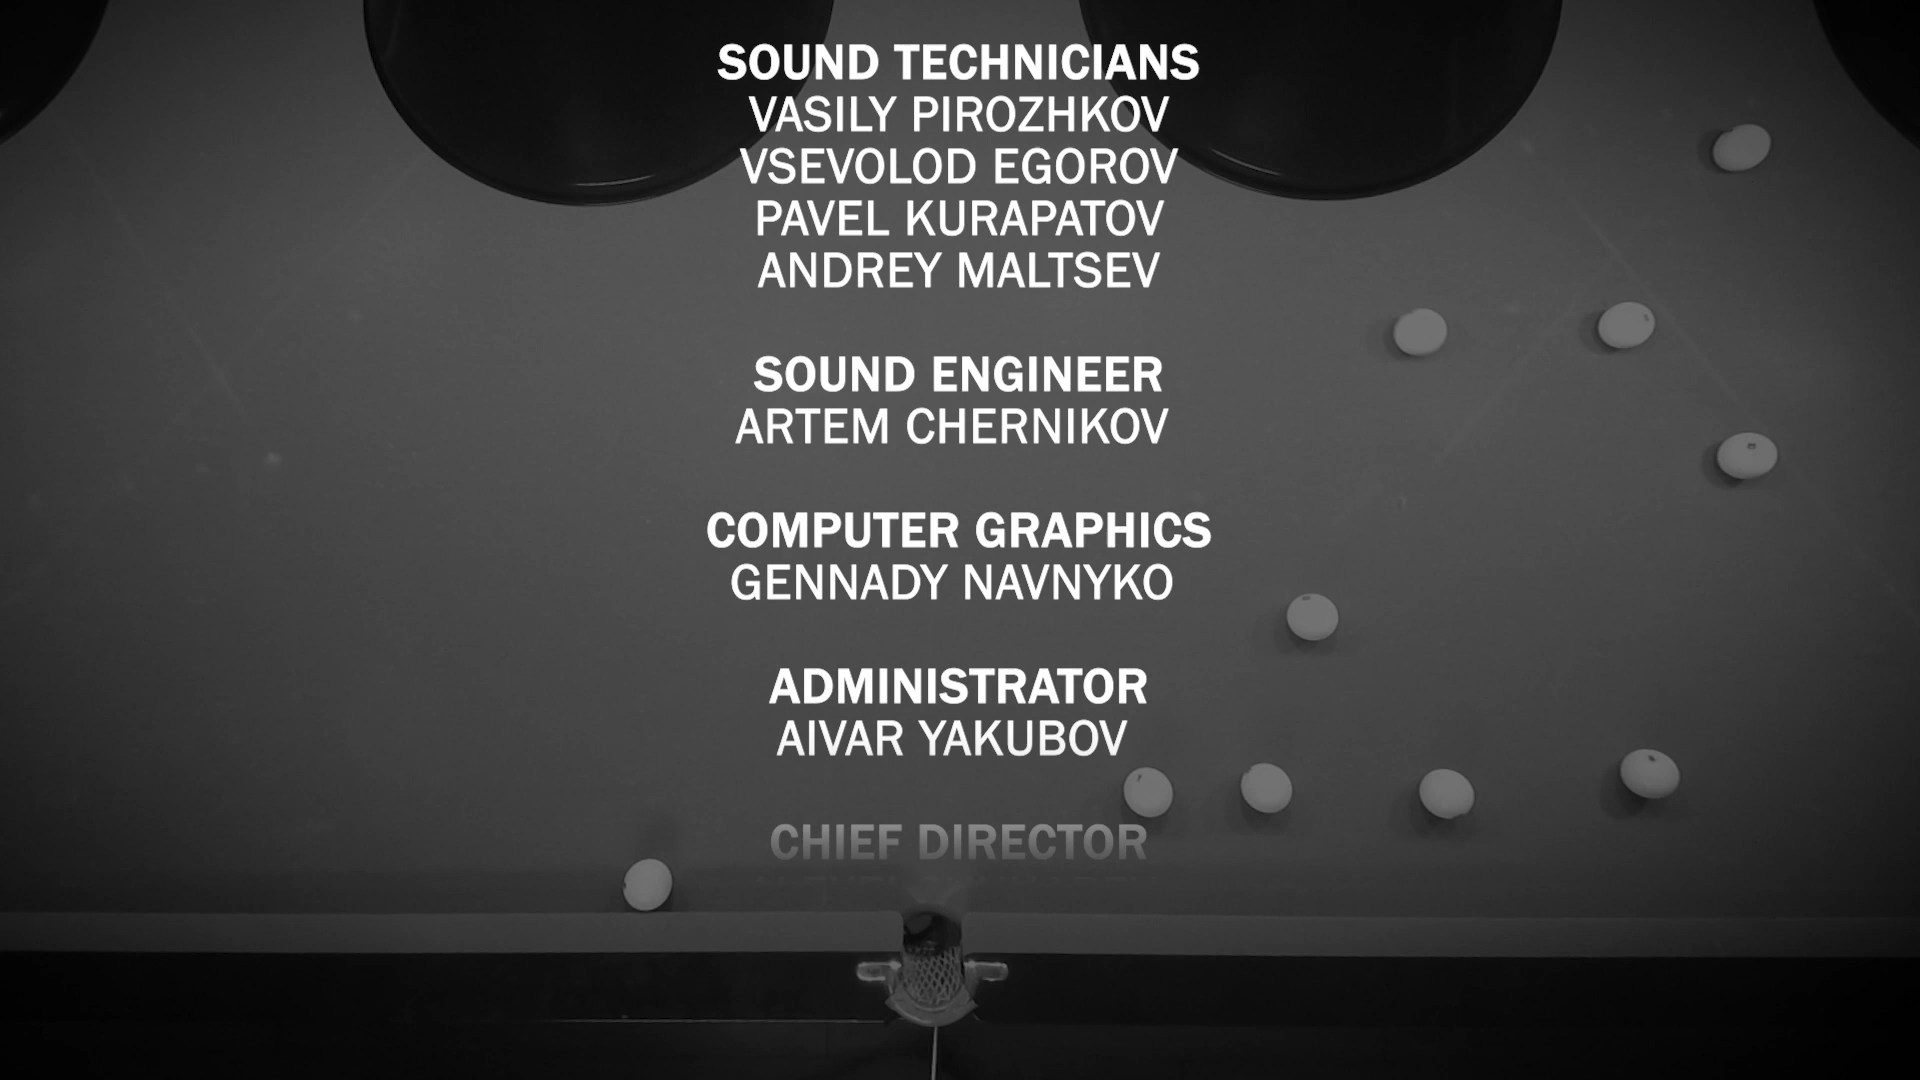 SOUND TECHNICIANS
VASILY PIROZHKOV
VSEVOLOD EGOROV
PAVEL KURAPATOV
ANDREY MALTSEV
SOUND ENGINEER
ARTEM CHERNIKOV
COMPUTER GRAPHICS
GENNADY NAVNYKO
ADMINISTRATOR
AIVAR YAKUBOV
CHIEF DIRECTOR